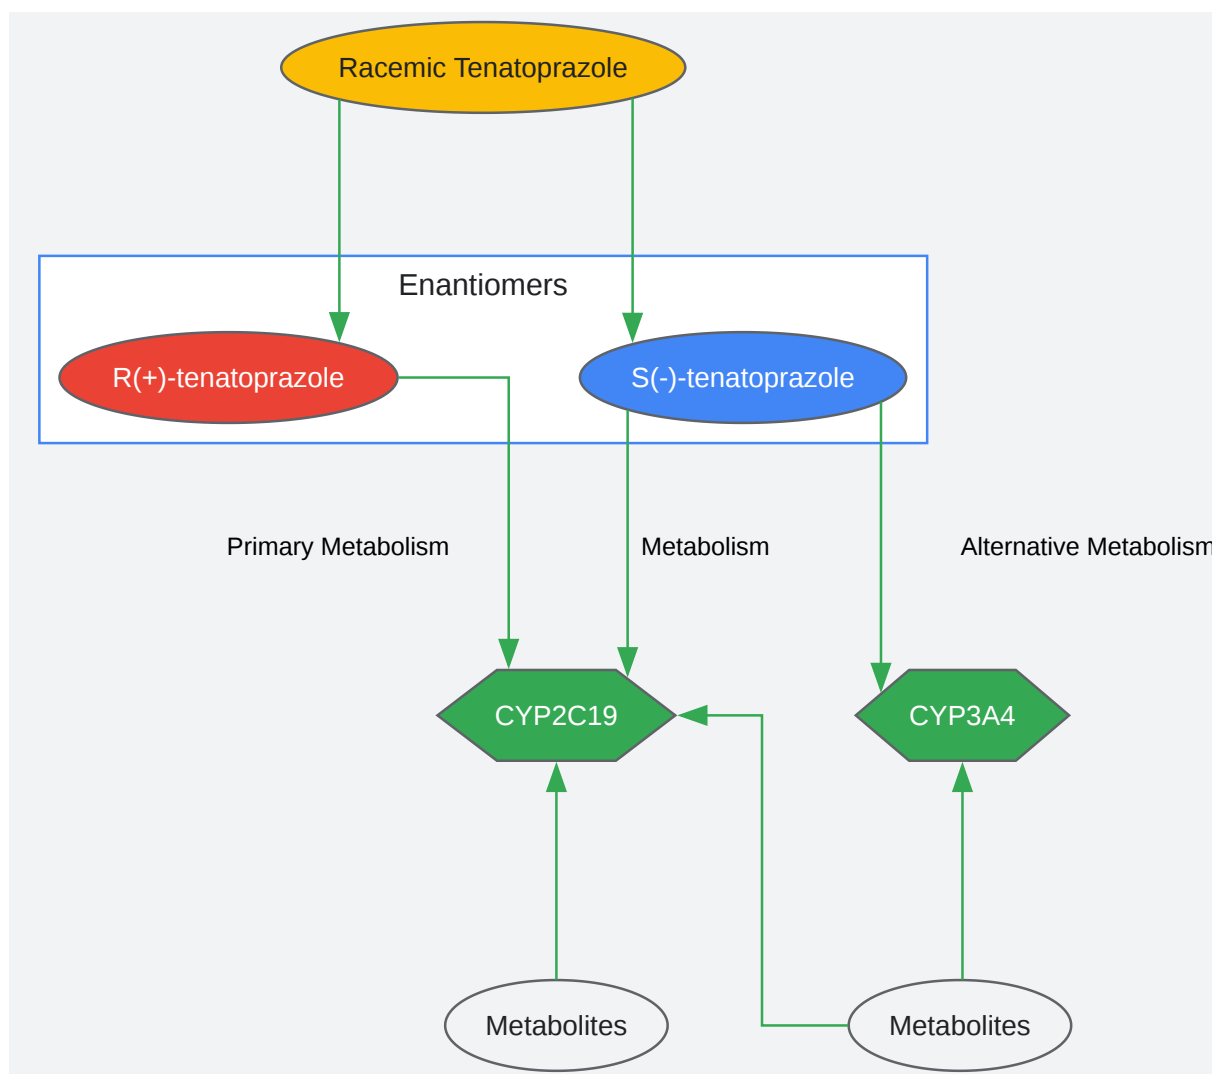 Racemic Tenatoprazole
Enantiomers
R(+)-tenatoprazole
S(-)-tenatoprazole
Primary Metabolism
Metabolism
Alternative Metabolism
CYP2C19
CYP3A4
Metabolites
Metabolites